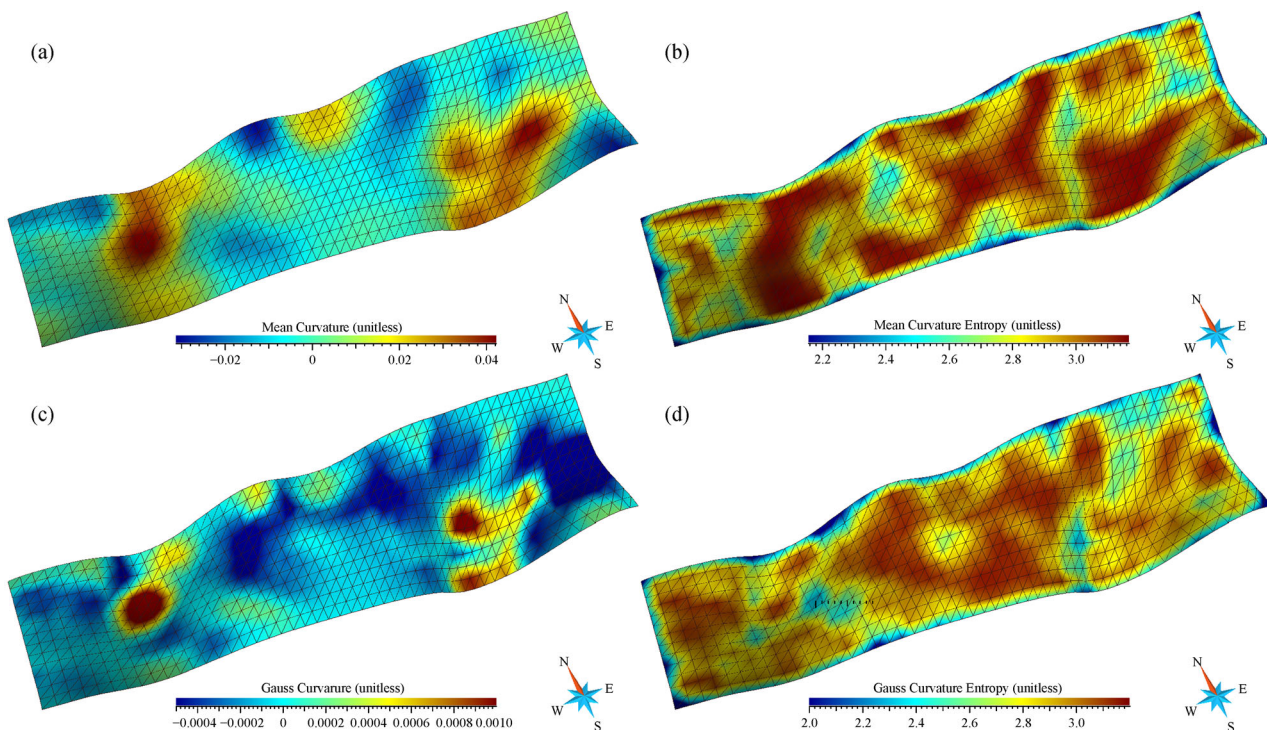 (a)
(b)
N
E
W
S
Mean Curvature (unitless)
−0.02 0 0.02 0.04
N
E
W
S
Mean Curvature Entropy (unitless)
2.2 2.4 2.6 2.8 3.0
(c)
(d)
N
E
W
S
Gauss Curvarure (unitless)
−0.0004 −0.0002 0 0.0002 0.0004 0.0006 0.0008 0.0010
N
E
W
S
Gauss Curvature Entropy (unitless)
2.0 2.2 2.4 2.6 2.8 3.0